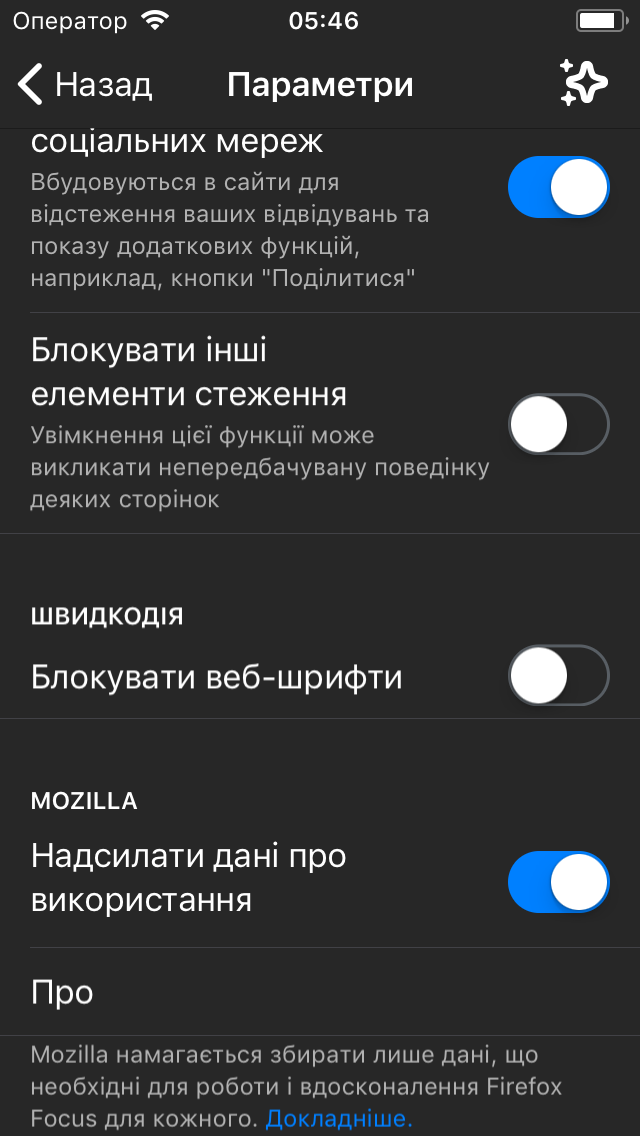 Оператор 05:46
Назад Параметри
соціальних мереж
Вбудовуються в сайти для
відстеження ваших відвідувань та
показу додаткових функцій,
наприклад, кнопки "Поділитися"
Блокувати інші
елементи стеження
Увімкнення цієї функції може
викликати непередбачувану поведінку
деяких сторінок
ШВИДКОДІЯ
Блокувати веб-шрифти
MOZILLA
Надсилати дані про
використання
Про
Mozilla намагається збирати лише дані, що
необхідні для роботи і вдосконалення Firefox
Focus для кожного. Докладніше.